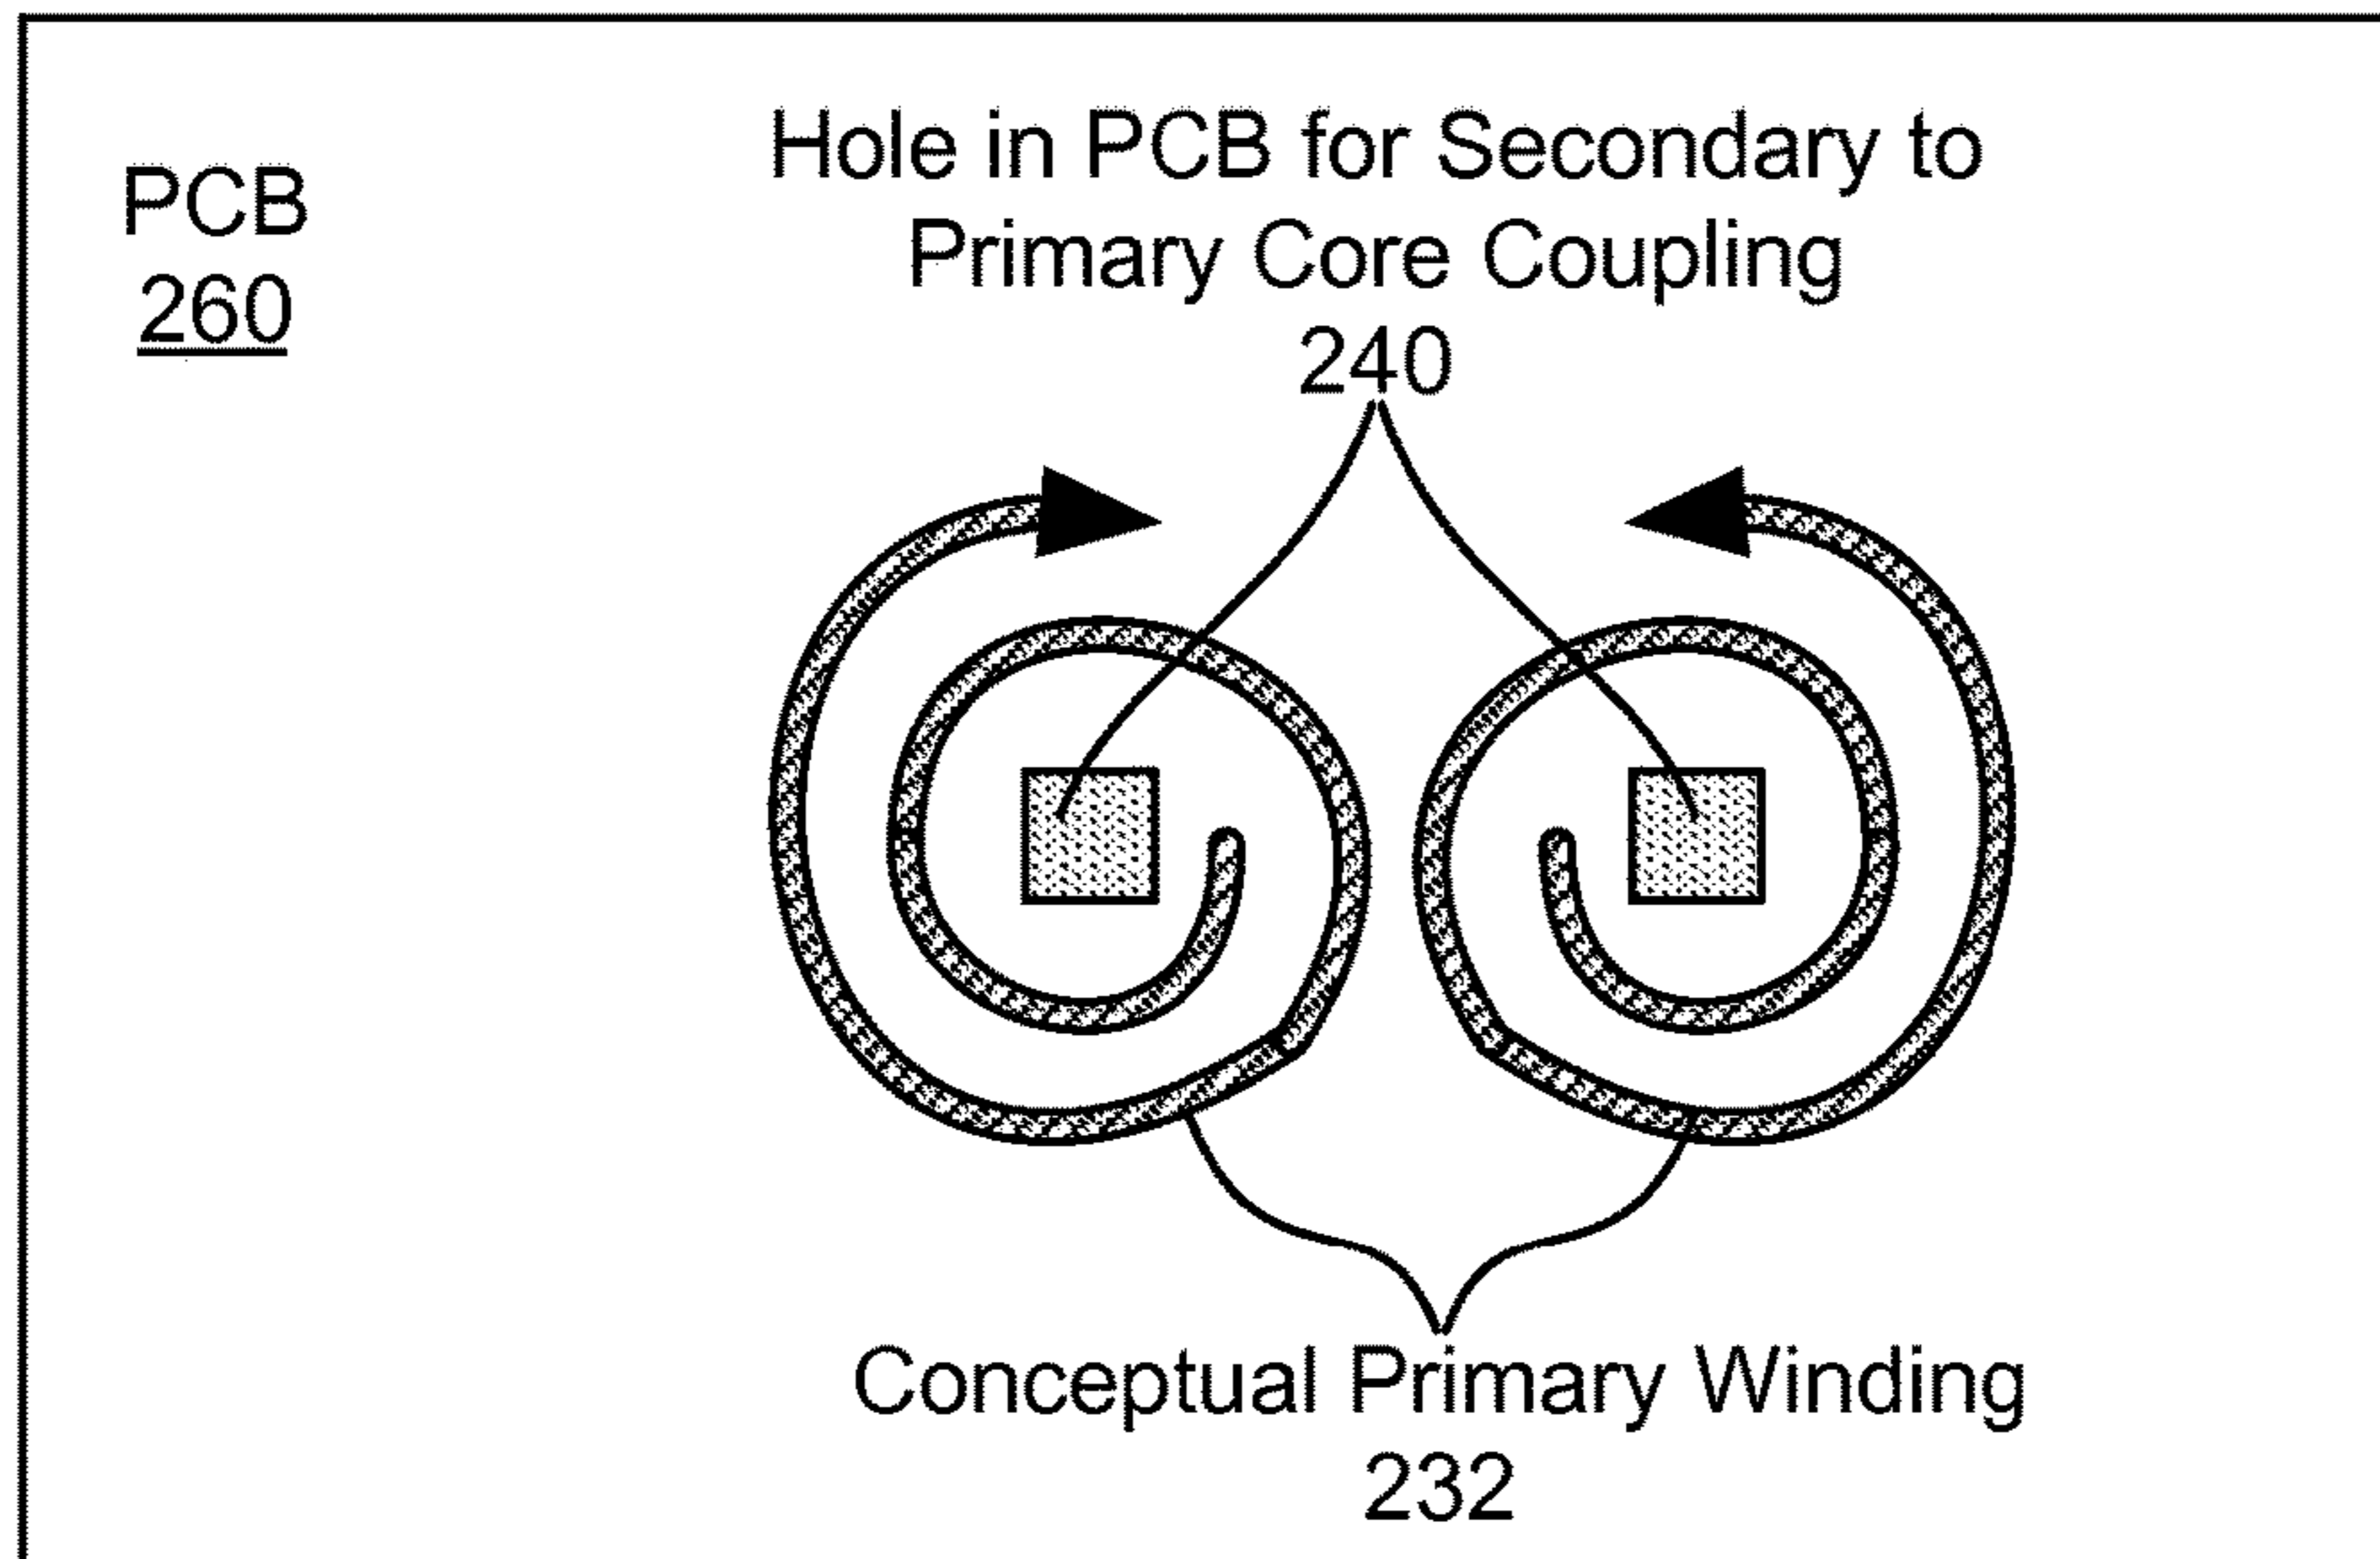 PCB
260
Hole in PCB for Secondary to
Primary Core Coupling
240
Conceptual Primary Winding
232